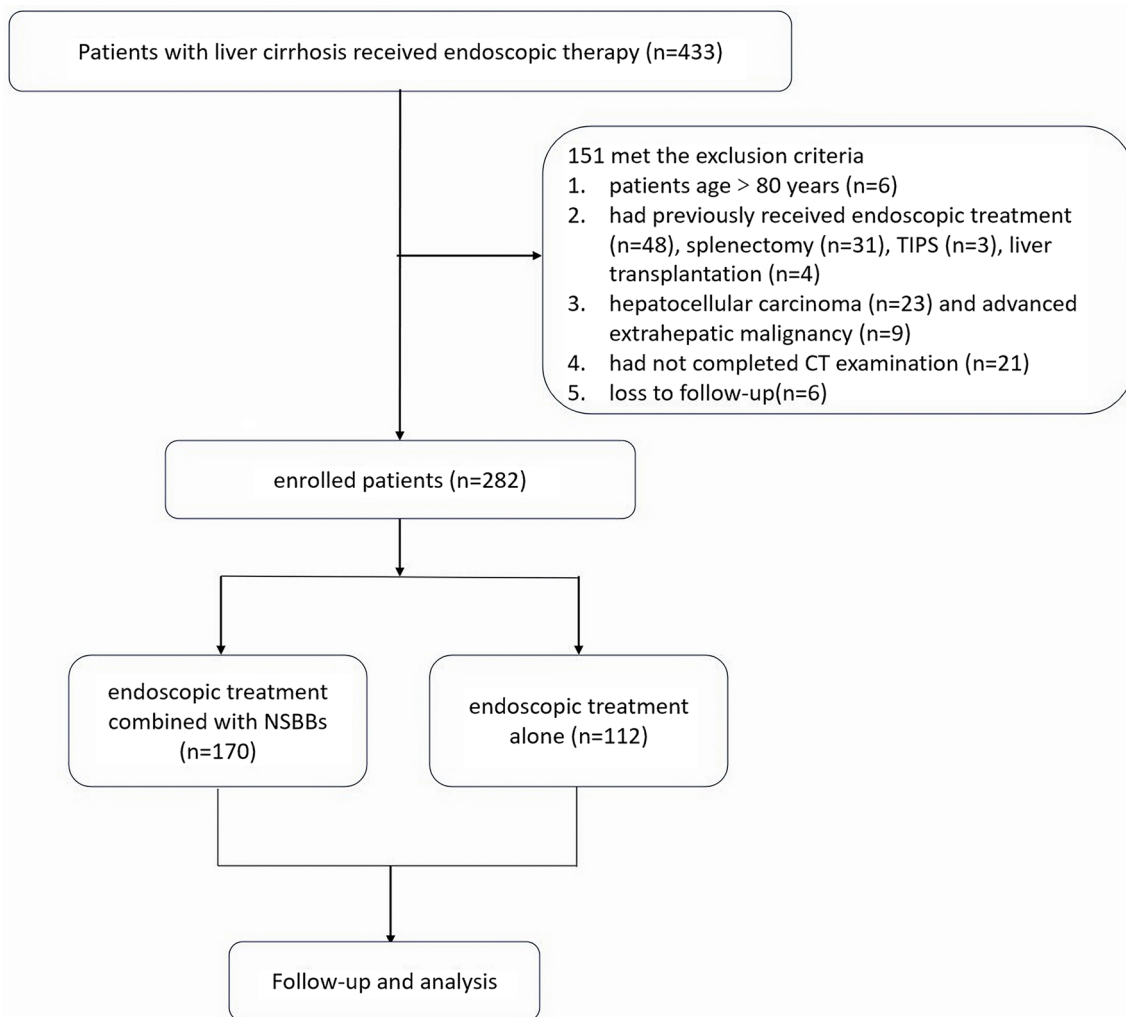 Patients with liver cirrhosis received endoscopic therapy (n=433)
151 met the exclusion criteria
1. patients age > 80 years (n=6)
2. had previously received endoscopic treatment
(n=48), splenectomy (n=31), TIPS (n=3), liver
transplantation (n=4)
3. hepatocellular carcinoma (n=23) and advanced
extrahepatic malignancy (n=9)
4. had not completed CT examination (n=21)
5. loss to follow-up(n=6)
enrolled patients (n=282)
endoscopic treatment
combined with NSBBs
(n=170)
endoscopic treatment
alone (n=112)
Follow-up and analysis